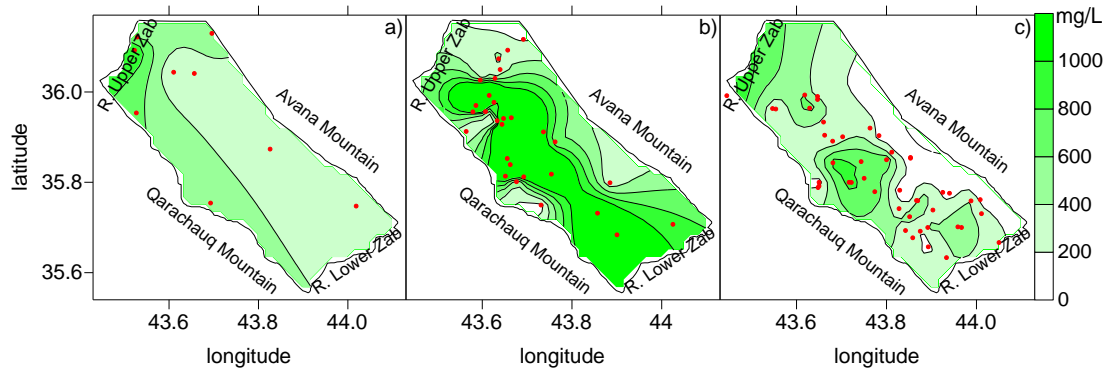 a)
b)
c)
mg/L
R. Upper Zab
R. Upper Zab
R. Upper Zab
Avana Mountain
Avana Mountain
Avana Mountain
Qarachauq Mountain
Qarachauq Mountain
Qarachauq Mountain
R. Lower Zab
R. Lower Zab
R. Lower Zab
latitude
36.0
35.8
35.6
1000
800
600
400
200
0
43.6 43.8 44.0
43.6 43.8 44
43.6 43.8 44.0
longitude
longitude
longitude